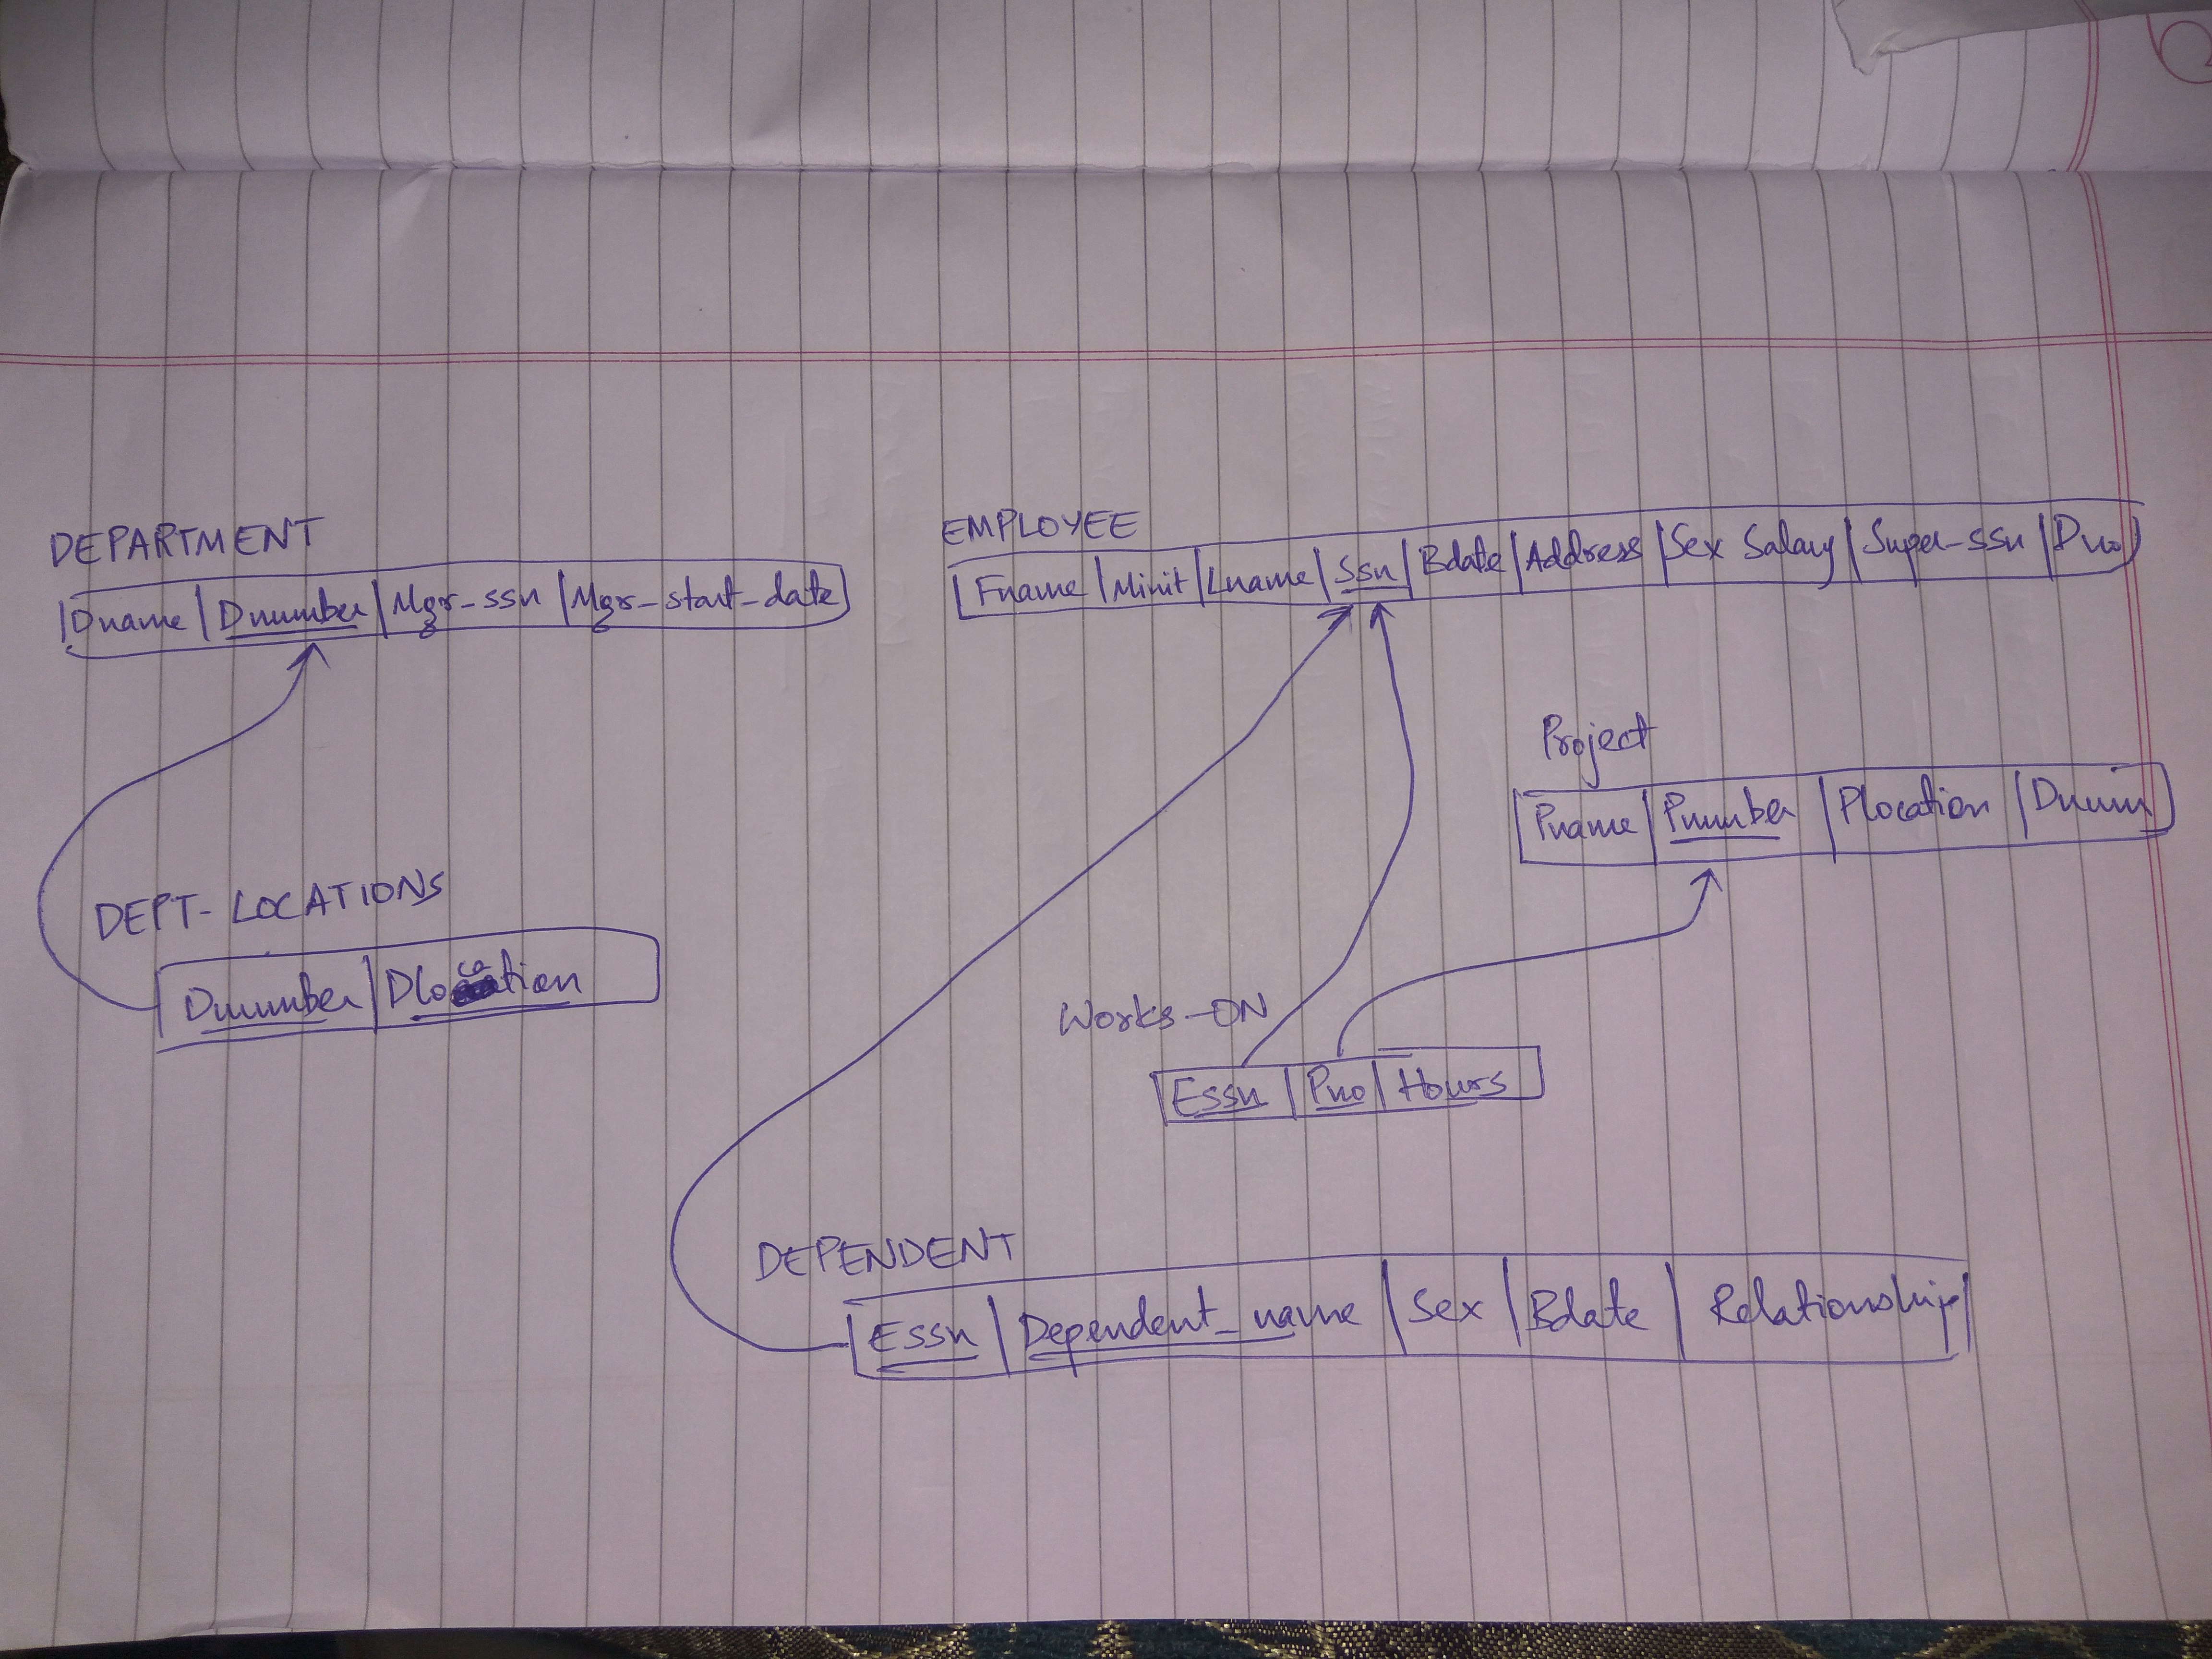 DEPARTMENT
Dname | Dnumber | Mgr-ssn | Mgr-start-date
EMPLOYEE
Fname | Minit | Lname | Ssn | Bdate | Address | Sex Salary | Super-ssn | Dno
Project
Pname | Pnumber | Plocation | Dnum
DEPT-LOCATIONS
Dnumber | Dlocation
Works-ON
Essn | Pno | Hours
DEPENDENT
Essn | Dependent_name | Sex | Bdate | Relationship